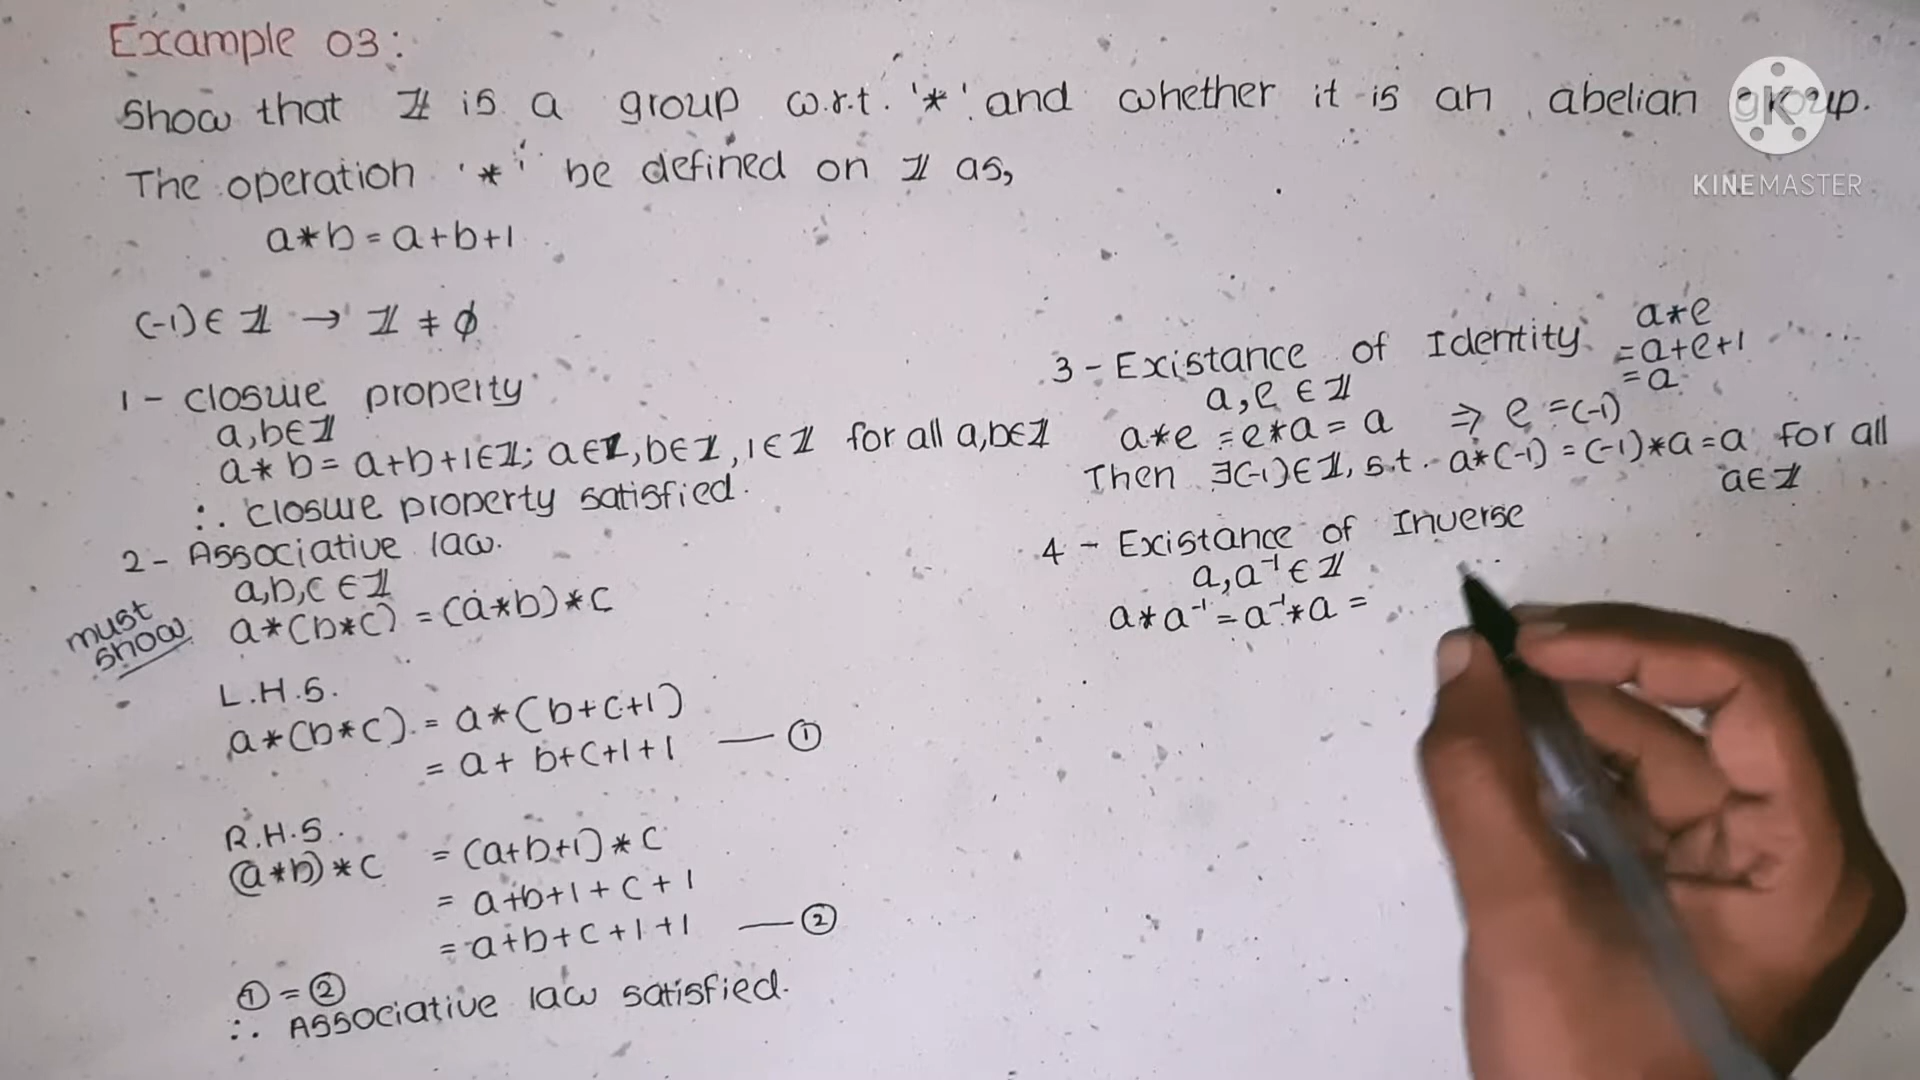 Example 03:
Show that ℤ is a group w.r.t. '*' and whether it is an abelian group.
The operation '*' be defined on ℤ as,
a*b = a+b+1
(-1) ∈ ℤ → ℤ ≠ ϕ
1 - closure property
a,b∈ℤ
a * b = a+b+1∈ℤ; a∈ℤ, b∈ℤ, 1∈ℤ for all a,b∈ℤ
∴ closure property satisfied.
2 - Associative law.
a,b,c ∈ℤ
must show
a*(b*c) = (a*b)*c
L.H.S.
a*(b*c) = a*(b+c+1)
= a+ b+c+1+1 — ①
R.H.S.
(a*b)*c = (a+b+1)*c
= a+b+1+c+1
= a+b+c+1+1 — ②
① = ②
∴ Associative law satisfied.
3 - Existance of Identity
a*e
=a+e+1
=a
a,e ∈ℤ
a*e = e*a = a ⇒ e =(-1)
Then ∃(-1)∈ℤ, s.t. a*(-1) = (-1)*a = a for all
a∈ℤ
4 - Existance of Inverse
a,a⁻¹ ∈ ℤ
a*a⁻¹ = a⁻¹*a =
K
KINEMASTER